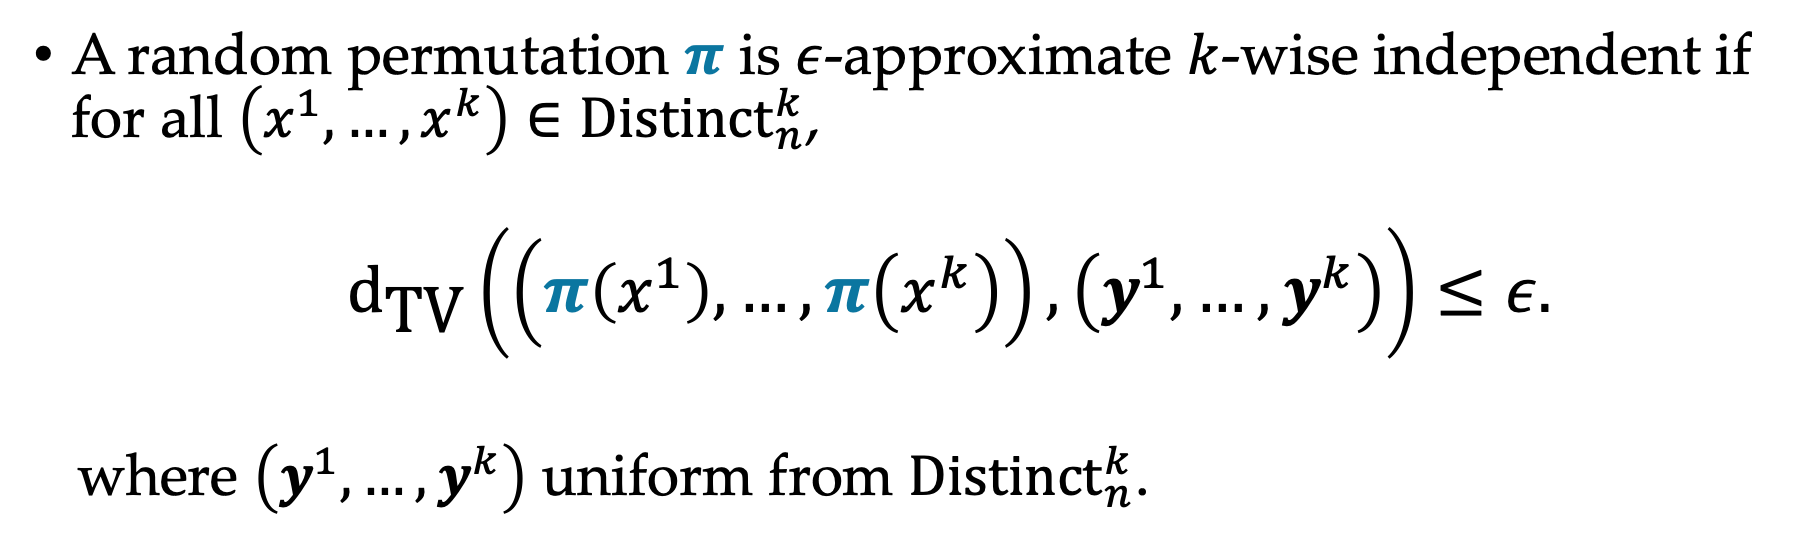 • A random permutation 𝝅 is ϵ-approximate k-wise independent if
for all (x¹, … , xᵏ) ∈ Distinctₙᵏ,
d_TV((𝝅(x¹), … , 𝝅(xᵏ)), (𝒚¹, … , 𝒚ᵏ)) ≤ ϵ.
where (𝒚¹, … , 𝒚ᵏ) uniform from Distinctₙᵏ.